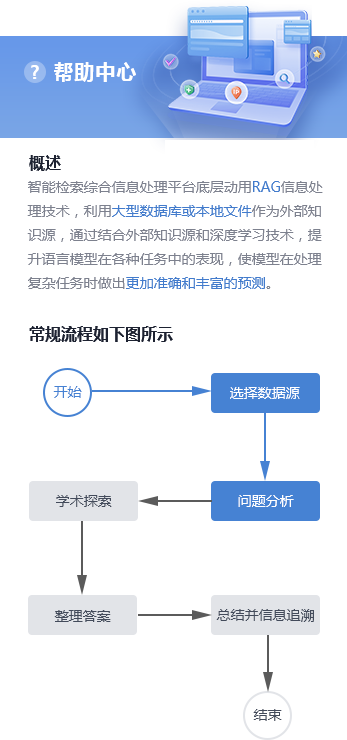 ? 帮助中心
概述
智能检索综合信息处理平台底层动用RAG信息处
理技术，利用大型数据库或本地文件作为外部知
识源，通过结合外部知识源和深度学习技术，提
升语言模型在各种任务中的表现，使模型在处理
复杂任务时做出更加准确和丰富的预测。
常规流程如下图所示
开始
选择数据源
问题分析
学术探索
整理答案
总结并信息追溯
结束